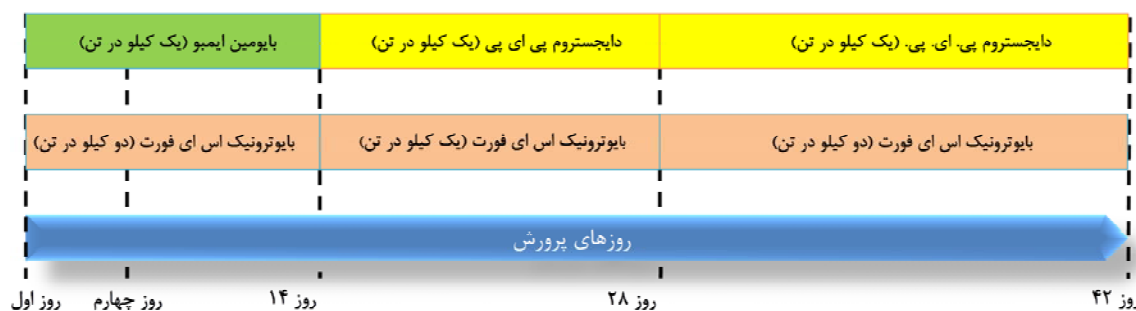 بایومین ایمبو (یک کیلو در تن)
دایجستروم پی ای پی (یک کیلو در تن)
دایجستروم پی. ای. پی. (یک کیلو در تن)
بایوترونیک اس ای فورت (دو کیلو در تن)
بایوترونیک اس ای فورت (یک کیلو در تن)
بایوترونیک اس ای فورت (دو کیلو در تن)
روزهای پرورش
روز اول
روز چهارم
روز ۱۴
روز ۲۸
روز ۴۲